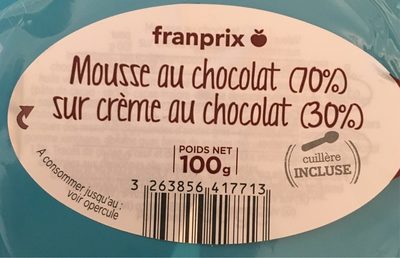 franprix
Mousse au chocolat (70%)
sur crème au chocolat (30%)
POIDS NET
100g
cuillère
INCLUSE
A consommer jusqu'au :
voir opercule
3 263856 417713